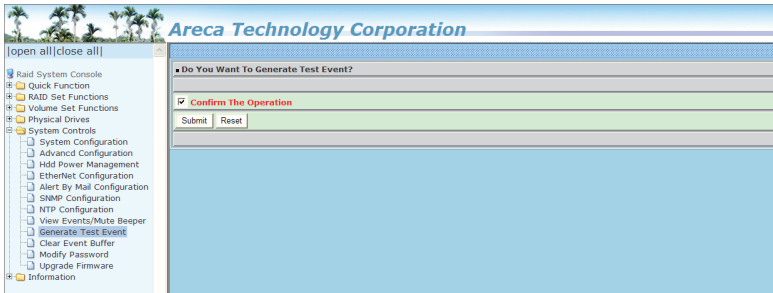 Areca Technology Corporation
|open all|close all|
Raid System Console
Quick Function
RAID Set Functions
Volume Set Functions
Physical Drives
System Controls
System Configuration
Advancd Configuration
Hdd Power Management
EtherNet Configuration
Alert By Mail Configuration
SNMP Configuration
NTP Configuration
View Events/Mute Beeper
Generate Test Event
Clear Event Buffer
Modify Password
Upgrade Firmware
Information
Do You Want To Generate Test Event?
Confirm The Operation
Submit Reset